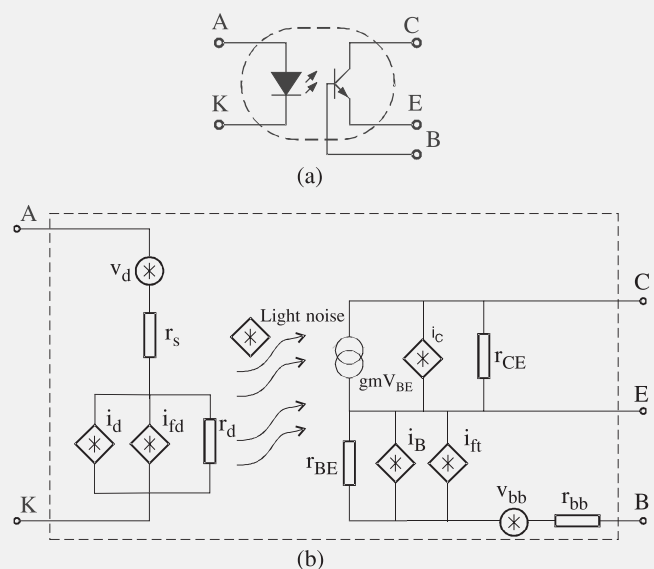 A
C
K
E
B
(a)
A
v_d
C
Light noise
i_C
r_s
r_CE
gmV_BE
E
i_d
i_fd
r_d
r_BE
i_B
i_ft
v_bb
r_bb
K
B
(b)